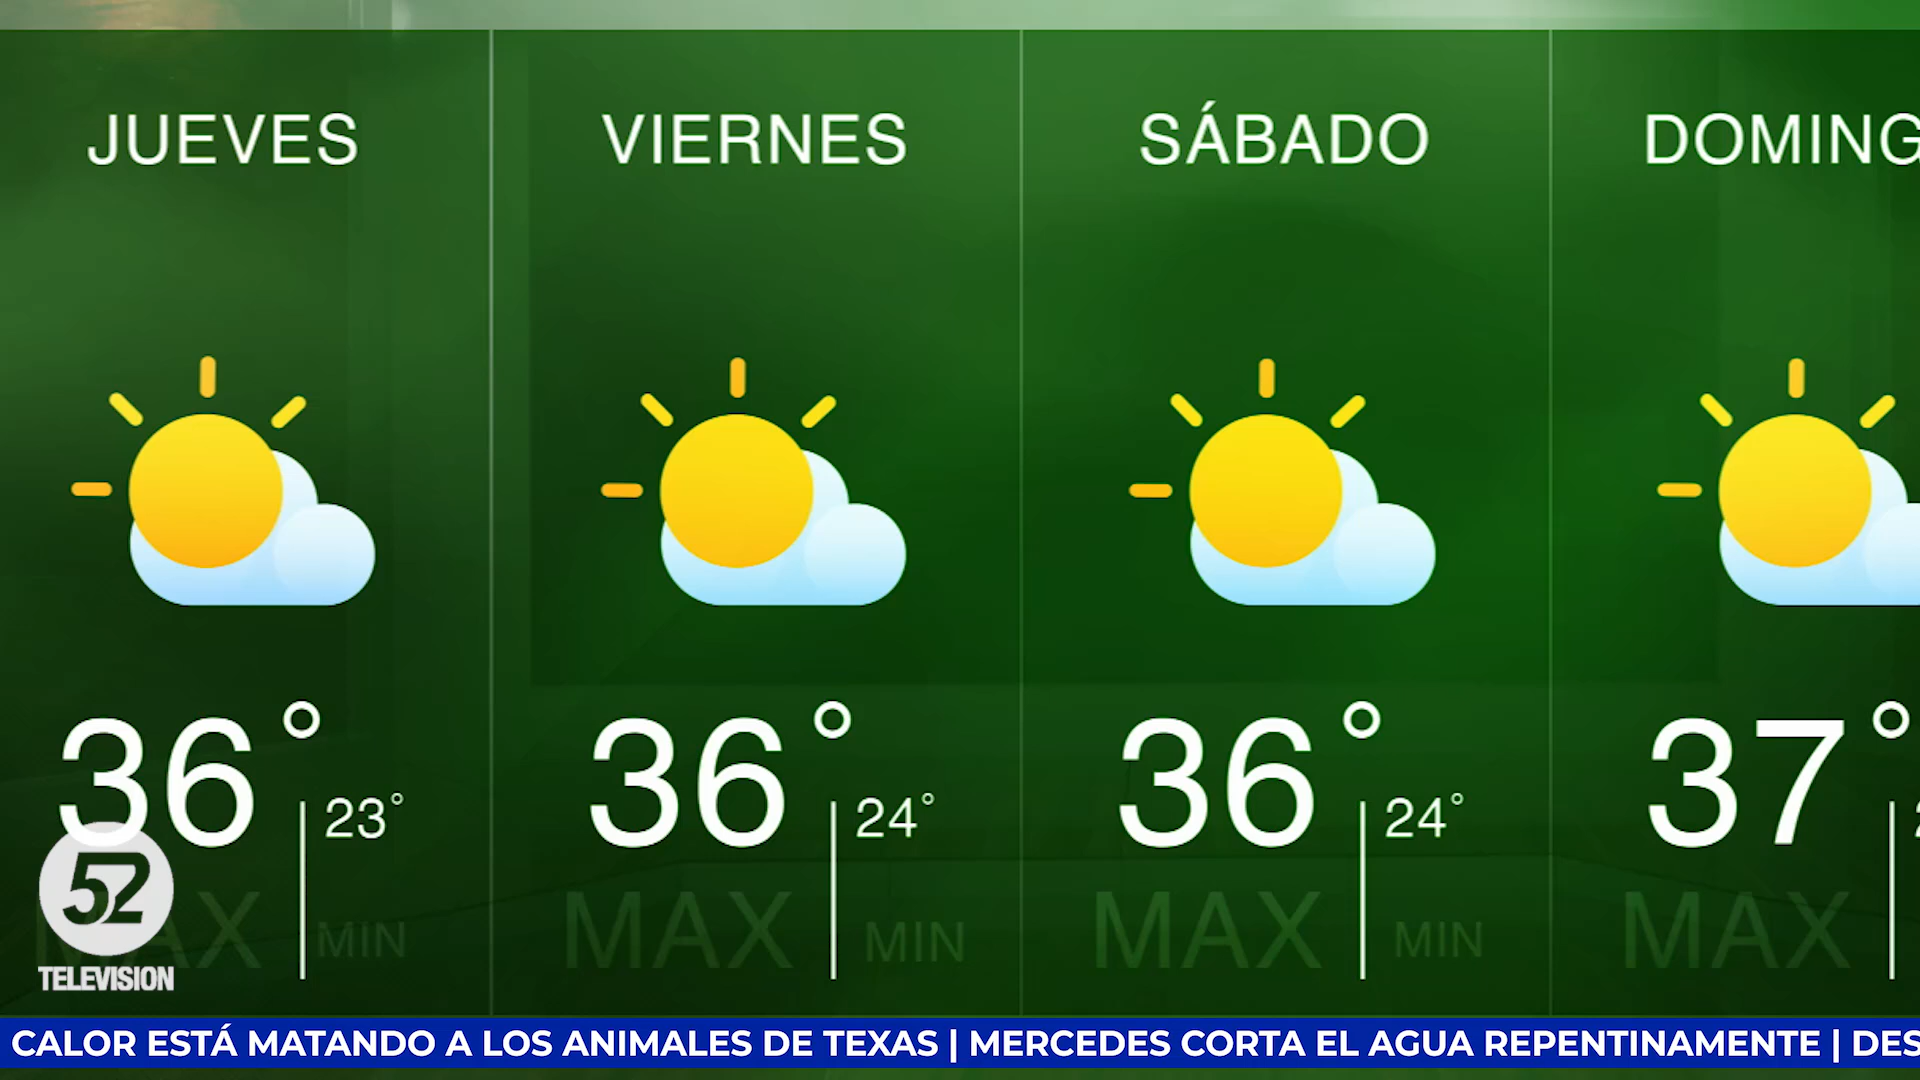 JUEVES
VIERNES
SÁBADO
DOMING
36°
23°
MAX
MIN
36°
24°
MAX
MIN
36°
24°
MAX
MIN
37°
MAX
52
TELEVISION
CALOR ESTÁ MATANDO A LOS ANIMALES DE TEXAS | MERCEDES CORTA EL AGUA REPENTINAMENTE | DES